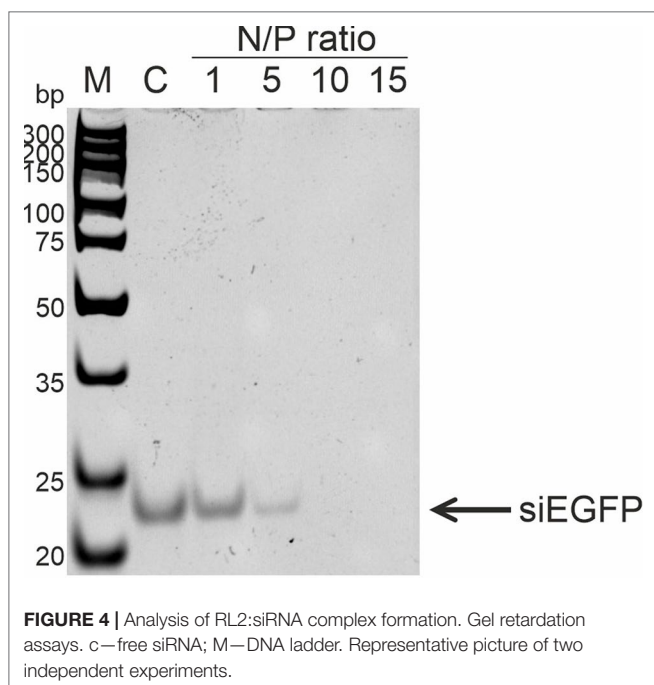 N/P ratio
bp M C 1 5 10 15
300
200
150
100
75
50
35
25
siEGFP
20
FIGURE 4 | Analysis of RL2:siRNA complex formation. Gel retardation
assays. c—free siRNA; M—DNA ladder. Representative picture of two
independent experiments.